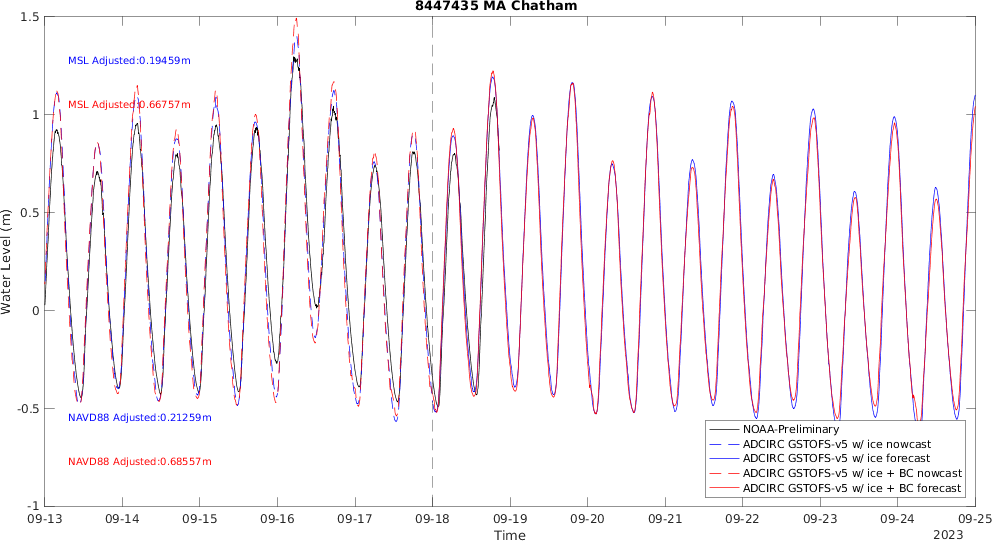 8447435 MA Chatham
1.5
1
0.5
0
-0.5
-1
Water Level (m)
MSL Adjusted:0.19459m
MSL Adjusted:0.66757m
NAVD88 Adjusted:0.21259m
NAVD88 Adjusted:0.68557m
NOAA-Preliminary
ADCIRC GSTOFS-v5 w/ ice nowcast
ADCIRC GSTOFS-v5 w/ ice forecast
ADCIRC GSTOFS-v5 w/ ice + BC nowcast
ADCIRC GSTOFS-v5 w/ ice + BC forecast
09-13 09-14 09-15 09-16 09-17 09-18 09-19 09-20 09-21 09-22 09-23 09-24 09-25
Time
2023